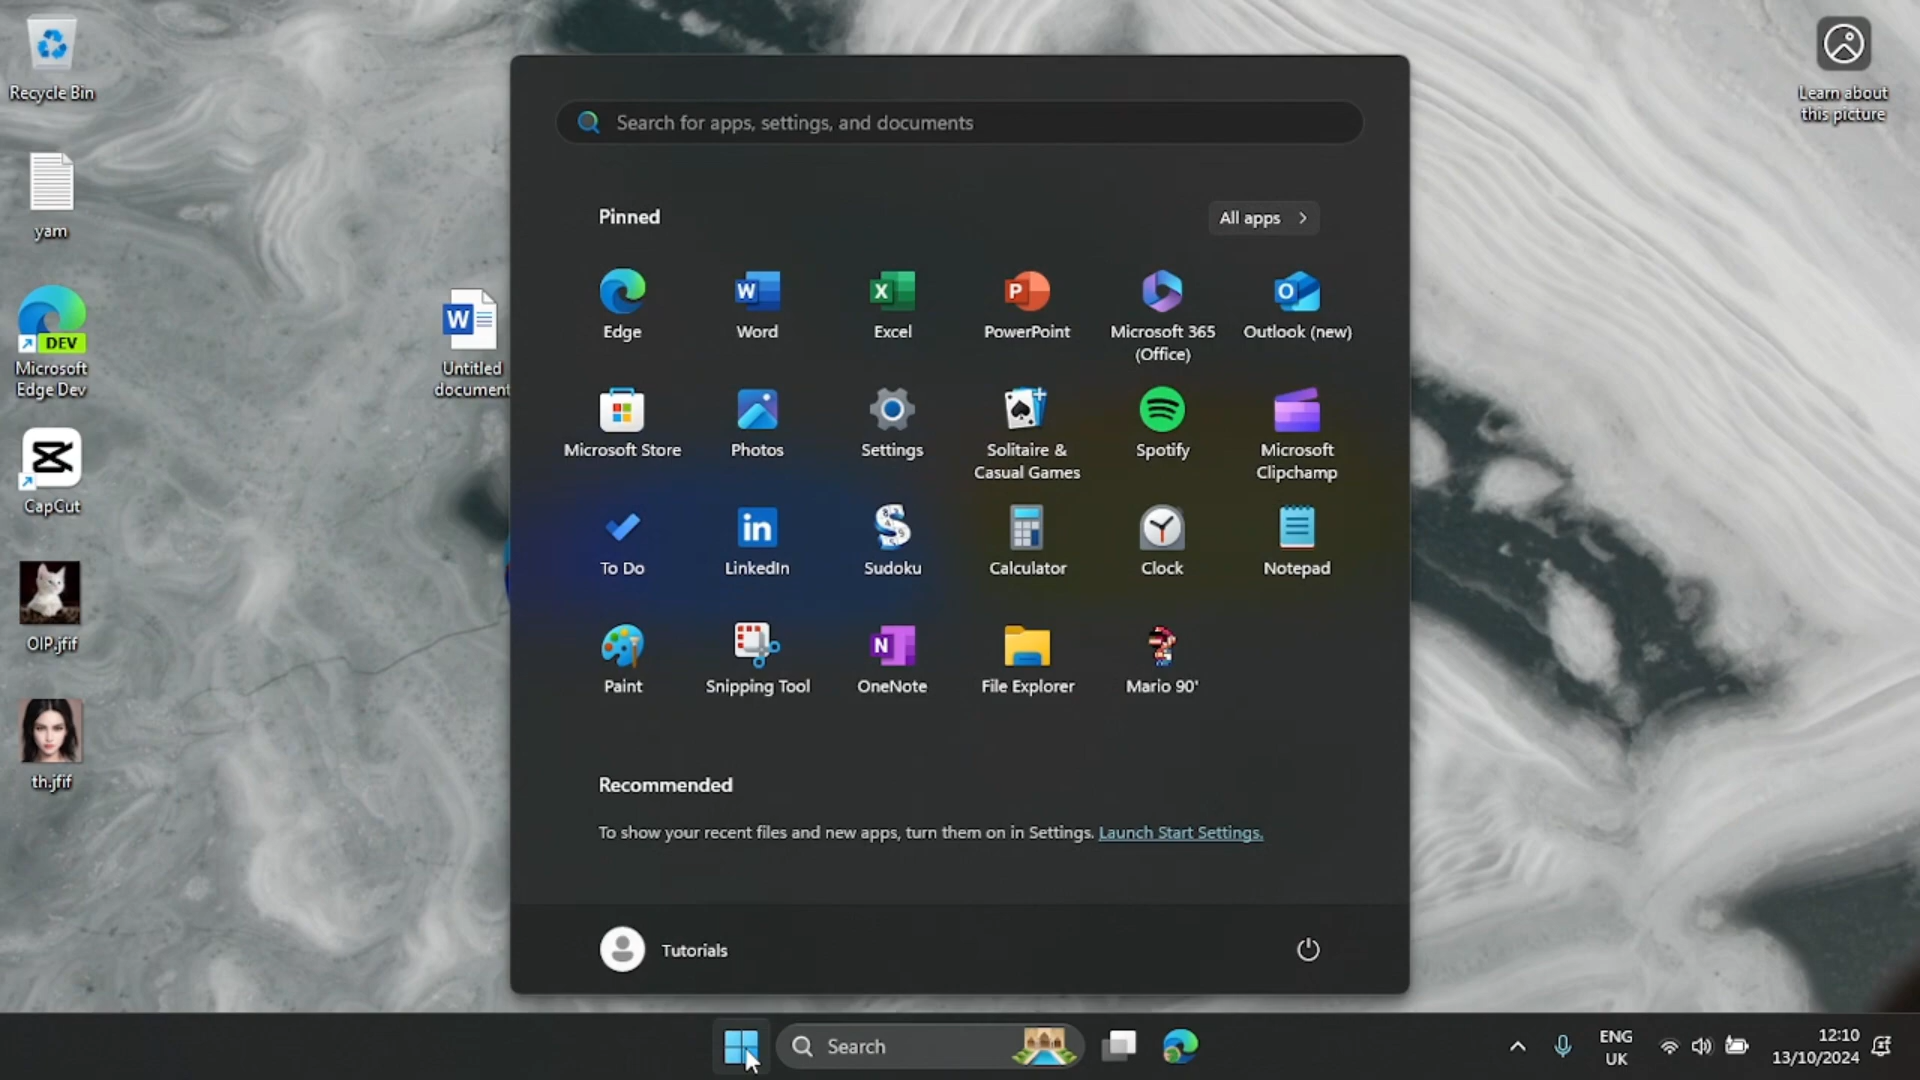 Recycle Bin
yam
DEV
Microsoft
Edge Dev
CapCut
OIP.jfif
th.jfif
W
Untitled
document
Learn about
this picture
Search for apps, settings, and documents
Pinned
All apps
W
X
P
O
Edge
Word
Excel
PowerPoint
Microsoft 365
(Office)
Outlook (new)
Microsoft Store
Photos
Settings
Solitaire &
Casual Games
Spotify
Microsoft
Clipchamp
in
To Do
LinkedIn
Sudoku
Calculator
Clock
Notepad
N
Paint
Snipping Tool
OneNote
File Explorer
Mario 90'
Recommended
To show your recent files and new apps, turn them on in Settings. Launch Start Settings.
Tutorials
Search
ENG
UK
12:10
13/10/2024